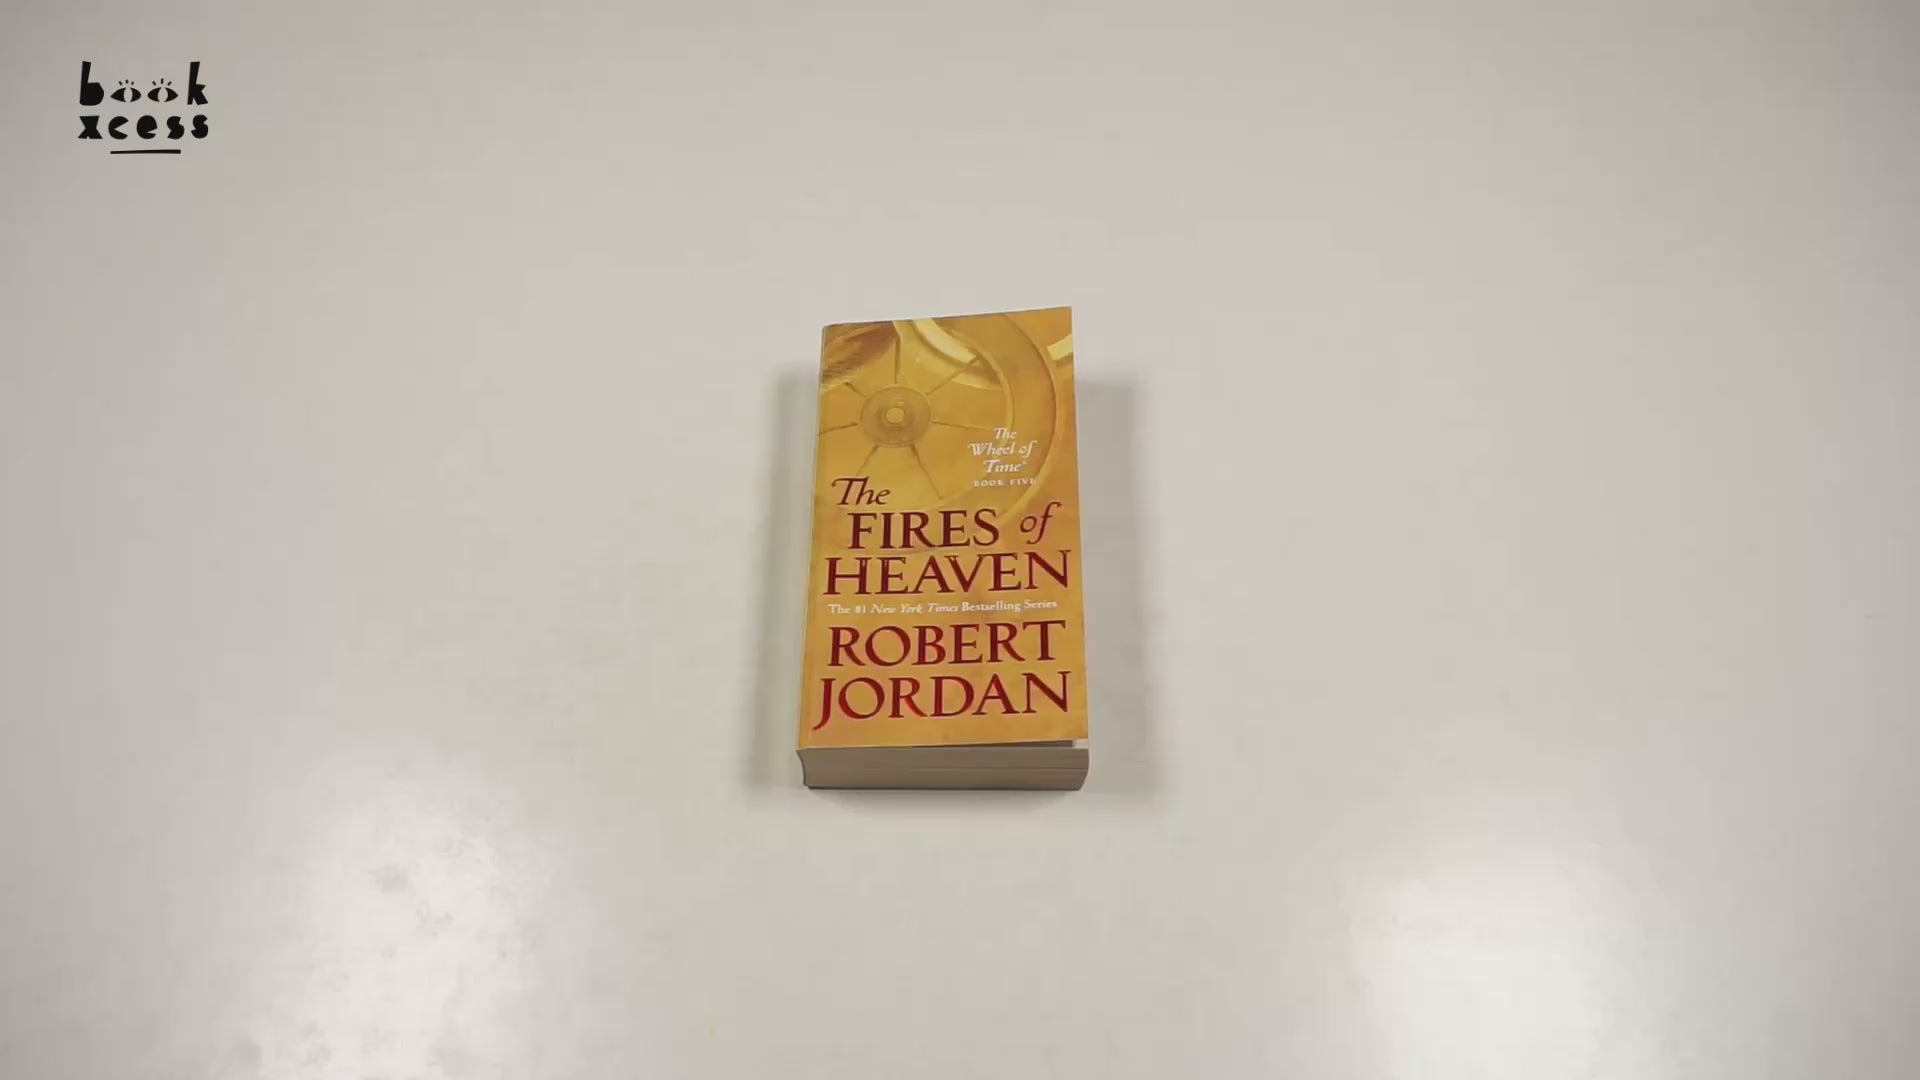 book
xcess
The
Wheel of
Time®
BOOK FIVE
The
FIRES of
HEAVEN
The #1 New York Times Bestselling Series
ROBERT
JORDAN